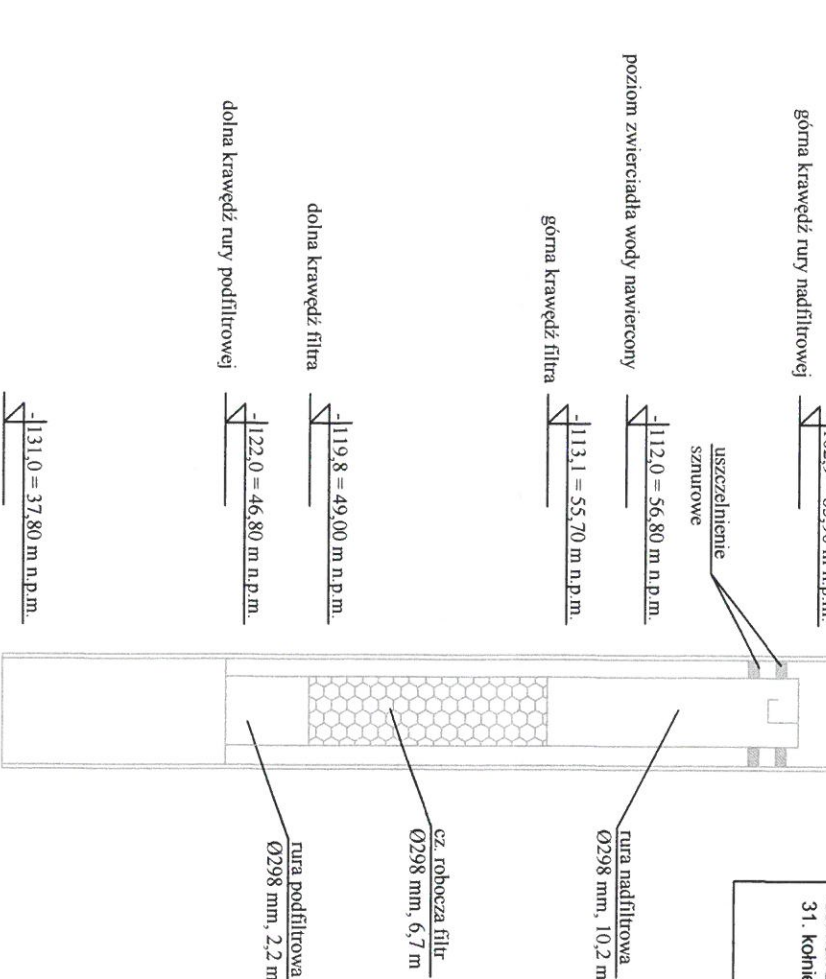 górna krawędź rury nadfiltrowej
poziom zwierciadła wody nawiercony
górna krawędź filtra
dolna krawędź filtra
dolna krawędź rury podfiltrowej
m n.p.m.
uszczelnienie
sznurowe
-112,0 = 56,80 m n.p.m.
-113,1 = 55,70 m n.p.m.
-119,8 = 49,00 m n.p.m.
-122,0 = 46,80 m n.p.m.
-131,0 = 37,80 m n.p.m.
31.
rura nadfiltrowa
Ø298 mm, 10,2 m
cz. robocza filtr
Ø298 mm, 6,7 m
rura podfiltrowa
Ø298 mm, 2,2 m